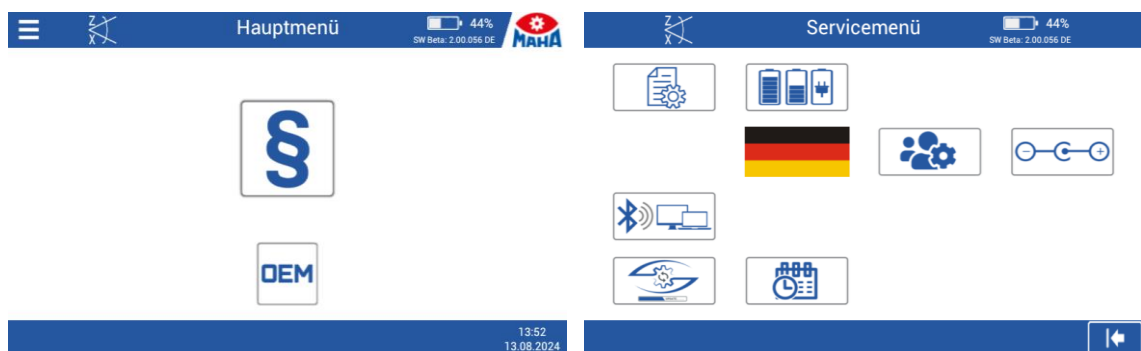 Z
X
Hauptmenü
44%
SW Beta: 2.00.056 DE
MAHA
§
OEM
13:52
13.08.2024
Z
X
Servicemenü
44%
SW Beta: 2.00.056 DE